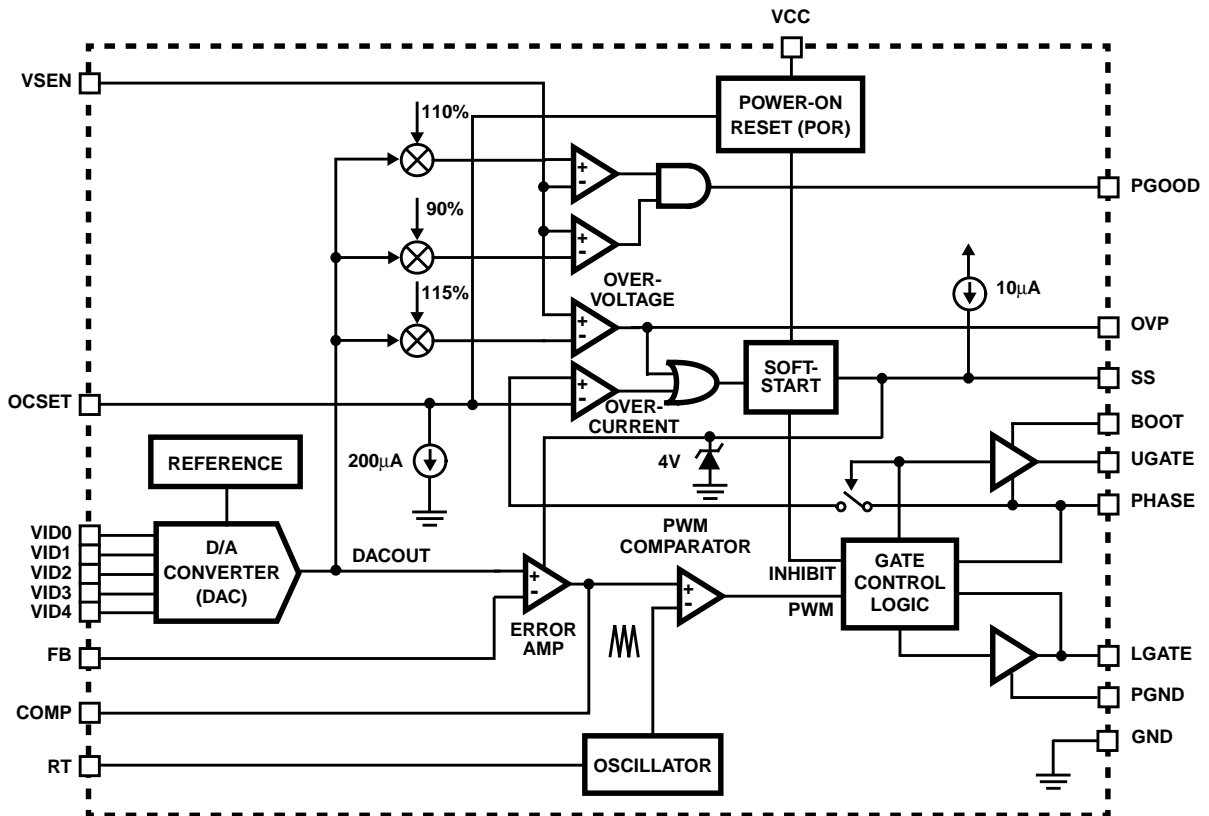 VCC
VSEN
POWER-ON
RESET (POR)
110%
+
-
PGOOD
90%
+
-
10µA
OVER-
VOLTAGE
115%
+
-
OVP
SOFT-
START
SS
OCSET
+
-
OVER-
CURRENT
BOOT
REFERENCE
200µA
4V
UGATE
PHASE
VID0
VID1
VID2
VID3
VID4
D/A
CONVERTER
(DAC)
DACOUT
PWM
COMPARATOR
INHIBIT
GATE
CONTROL
LOGIC
+
-
+
-
PWM
ERROR
AMP
FB
LGATE
PGND
COMP
GND
RT
OSCILLATOR